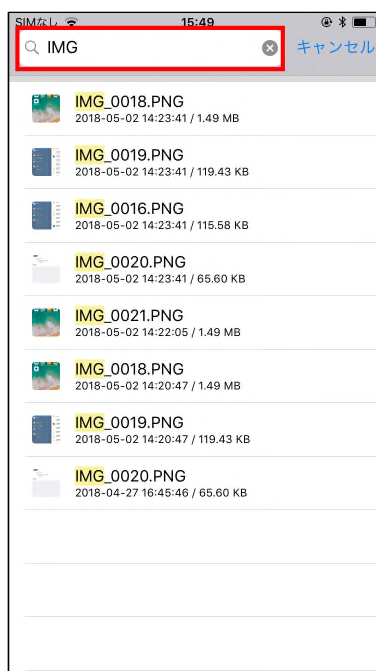 SIMなし 15:49
IMG キャンセル
IMG_0018.PNG
2018-05-02 14:23:41 / 1.49 MB
IMG_0019.PNG
2018-05-02 14:23:41 / 119.43 KB
IMG_0016.PNG
2018-05-02 14:23:41 / 115.58 KB
IMG_0020.PNG
2018-05-02 14:23:41 / 65.60 KB
IMG_0021.PNG
2018-05-02 14:22:05 / 1.49 MB
IMG_0018.PNG
2018-05-02 14:20:47 / 1.49 MB
IMG_0019.PNG
2018-05-02 14:20:47 / 119.43 KB
IMG_0020.PNG
2018-04-27 16:45:46 / 65.60 KB